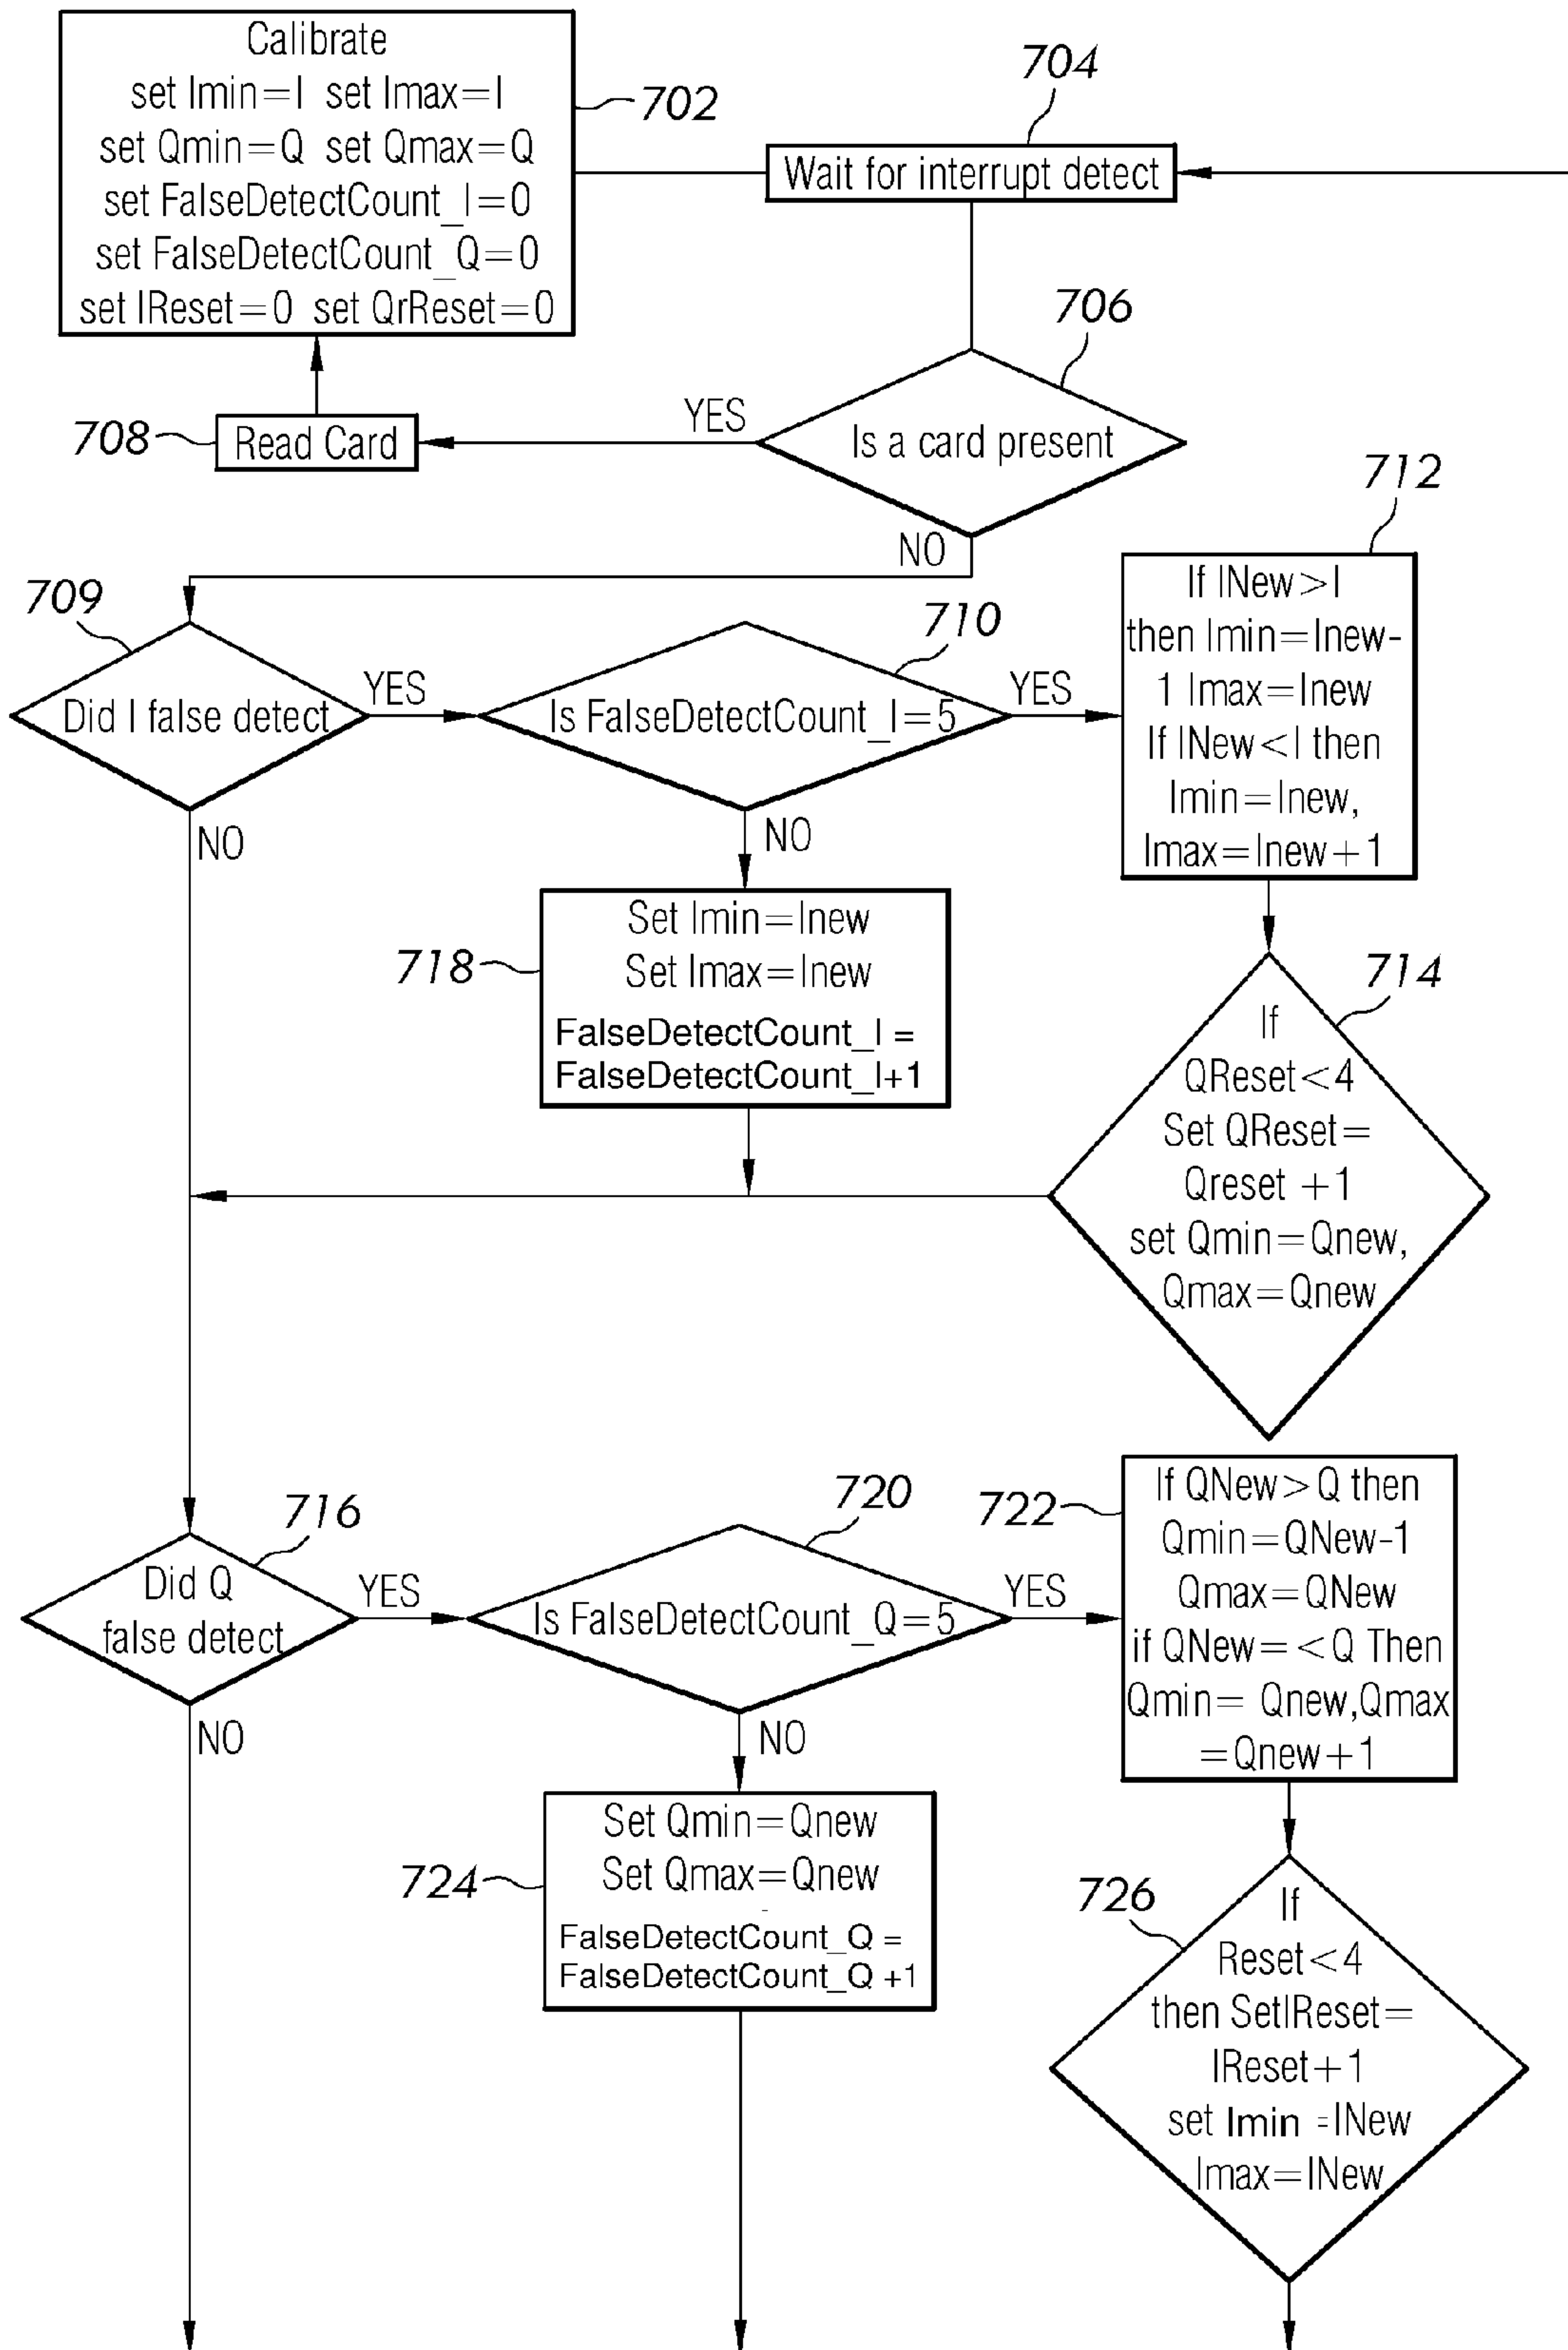 Calibrate
set Imin=I set Imax=I
set Qmin=Q set Qmax=Q
set FalseDetectCount_I=0
set FalseDetectCount_Q=0
set IReset=0 set QrReset=0
702
704
Wait for interrupt detect
706
Is a card present
YES
708
Read Card
NO
709
Did I false detect
YES
710
Is FalseDetectCount_I=5
YES
712
If INew>I
then Imin=Inew-
1 Imax=Inew
If INew<I then
Imin=Inew,
Imax=Inew+1
NO
NO
718
Set Imin=Inew
Set Imax=Inew
FalseDetectCount_I =
FalseDetectCount_I+1
714
If
QReset<4
Set QReset=
Qreset +1
set Qmin=Qnew,
Qmax=Qnew
716
Did Q
false detect
YES
720
Is FalseDetectCount_Q=5
YES
722
If QNew>Q then
Qmin=QNew-1
Qmax=QNew
if QNew=<Q Then
Qmin= Qnew,Qmax
=Qnew+1
NO
NO
724
Set Qmin=Qnew
Set Qmax=Qnew
FalseDetectCount_Q =
FalseDetectCount_Q +1
726
If
Reset<4
then SetIReset=
IReset+1
set Imin =INew
Imax=INew